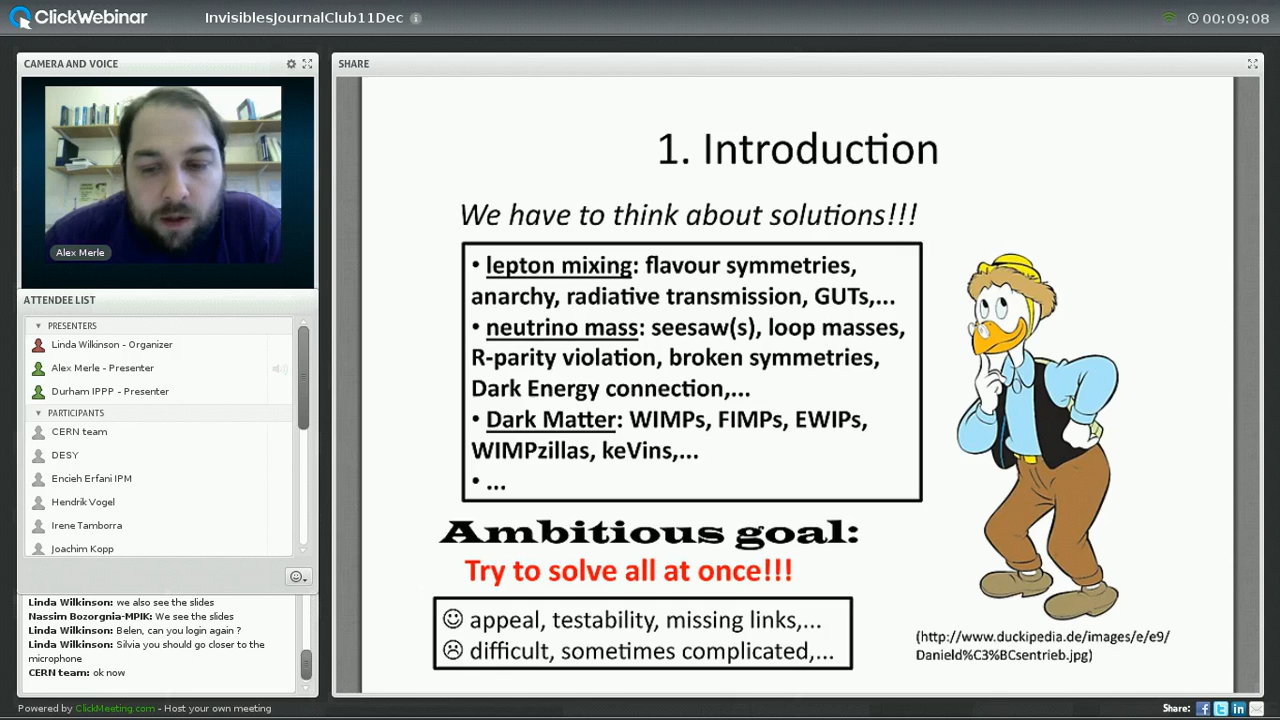 ClickWebinar
InvisiblesJournalClub11Dec
00:09:08
CAMERA AND VOICE
Alex Merle
ATTENDEE LIST
PRESENTERS
Linda Wilkinson - Organizer
Alex Merle - Presenter
Durham IPPP - Presenter
PARTICIPANTS
CERN team
DESY
Encieh Erfani IPM
Hendrik Vogel
Irene Tamborra
Joachim Kopp
Linda Wilkinson: we also see the slides
Nassim Bozorgnia-MPIK: We see the slides
Linda Wilkinson: Belen, can you login again ?
Linda Wilkinson: Silvia you should go closer to the
microphone
CERN team: ok now
SHARE
1. Introduction
We have to think about solutions!!!
• lepton mixing: flavour symmetries,
anarchy, radiative transmission, GUTs,...
• neutrino mass: seesaw(s), loop masses,
R-parity violation, broken symmetries,
Dark Energy connection,...
• Dark Matter: WIMPs, FIMPs, EWIPs,
WIMPzillas, keVins,...
• ...
Ambitious goal:
Try to solve all at once!!!
☺ appeal, testability, missing links,...
☹ difficult, sometimes complicated,...
(http://www.duckipedia.de/images/e/e9/
Danield%C3%BCsentrieb.jpg)
Powered by ClickMeeting.com - Host your own meeting
Share: